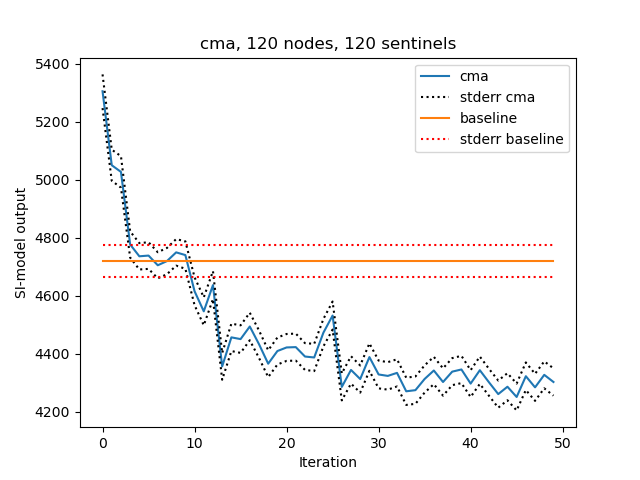 cma, 120 nodes, 120 sentinels
5400
5200
5000
4800
4600
4400
4200
SI-model output
cma
stderr cma
baseline
stderr baseline
0
10
20
30
40
50
Iteration